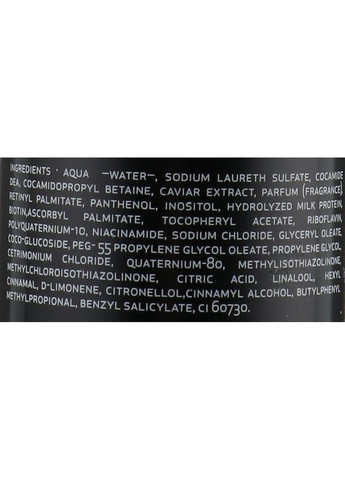 INGREDIENTS · AQUA –WATER–, SODIUM LAURETH SULFATE, COCAMIDE
DEA, COCAMIDOPROPYL BETAINE, CAVIAR EXTRACT, PARFUM (FRAGRANCE)
RETINYL PALMITATE, PANTHENOL, INOSITOL, HYDROLYZED MILK PROTEIN,
BIOTIN,ASCORBYL PALMITATE, TOCOPHERYL ACETATE, RIBOFLAVIN,
POLYQUATERNIUM-10, NIACINAMIDE, SODIUM CHLORIDE, GLYCERYL OLEATE,
COCO-GLUCOSIDE, PEG- 55 PROPYLENE GLYCOL OLEATE, PROPYLENE GLYCOL,
CETRIMONIUM CHLORIDE, QUATERNIUM-80, METHYLISOTHIAZOLINONE,
METHYLCHLOROISOTHIAZOLINONE, CITRIC ACID, LINALOOL, HEXYL
CINNAMAL, D-LIMONENE, CITRONELLOL,CINNAMYL ALCOHOL, BUTYLPHENYL
METHYLPROPIONAL, BENZYL SALICYLATE, CI 60730.